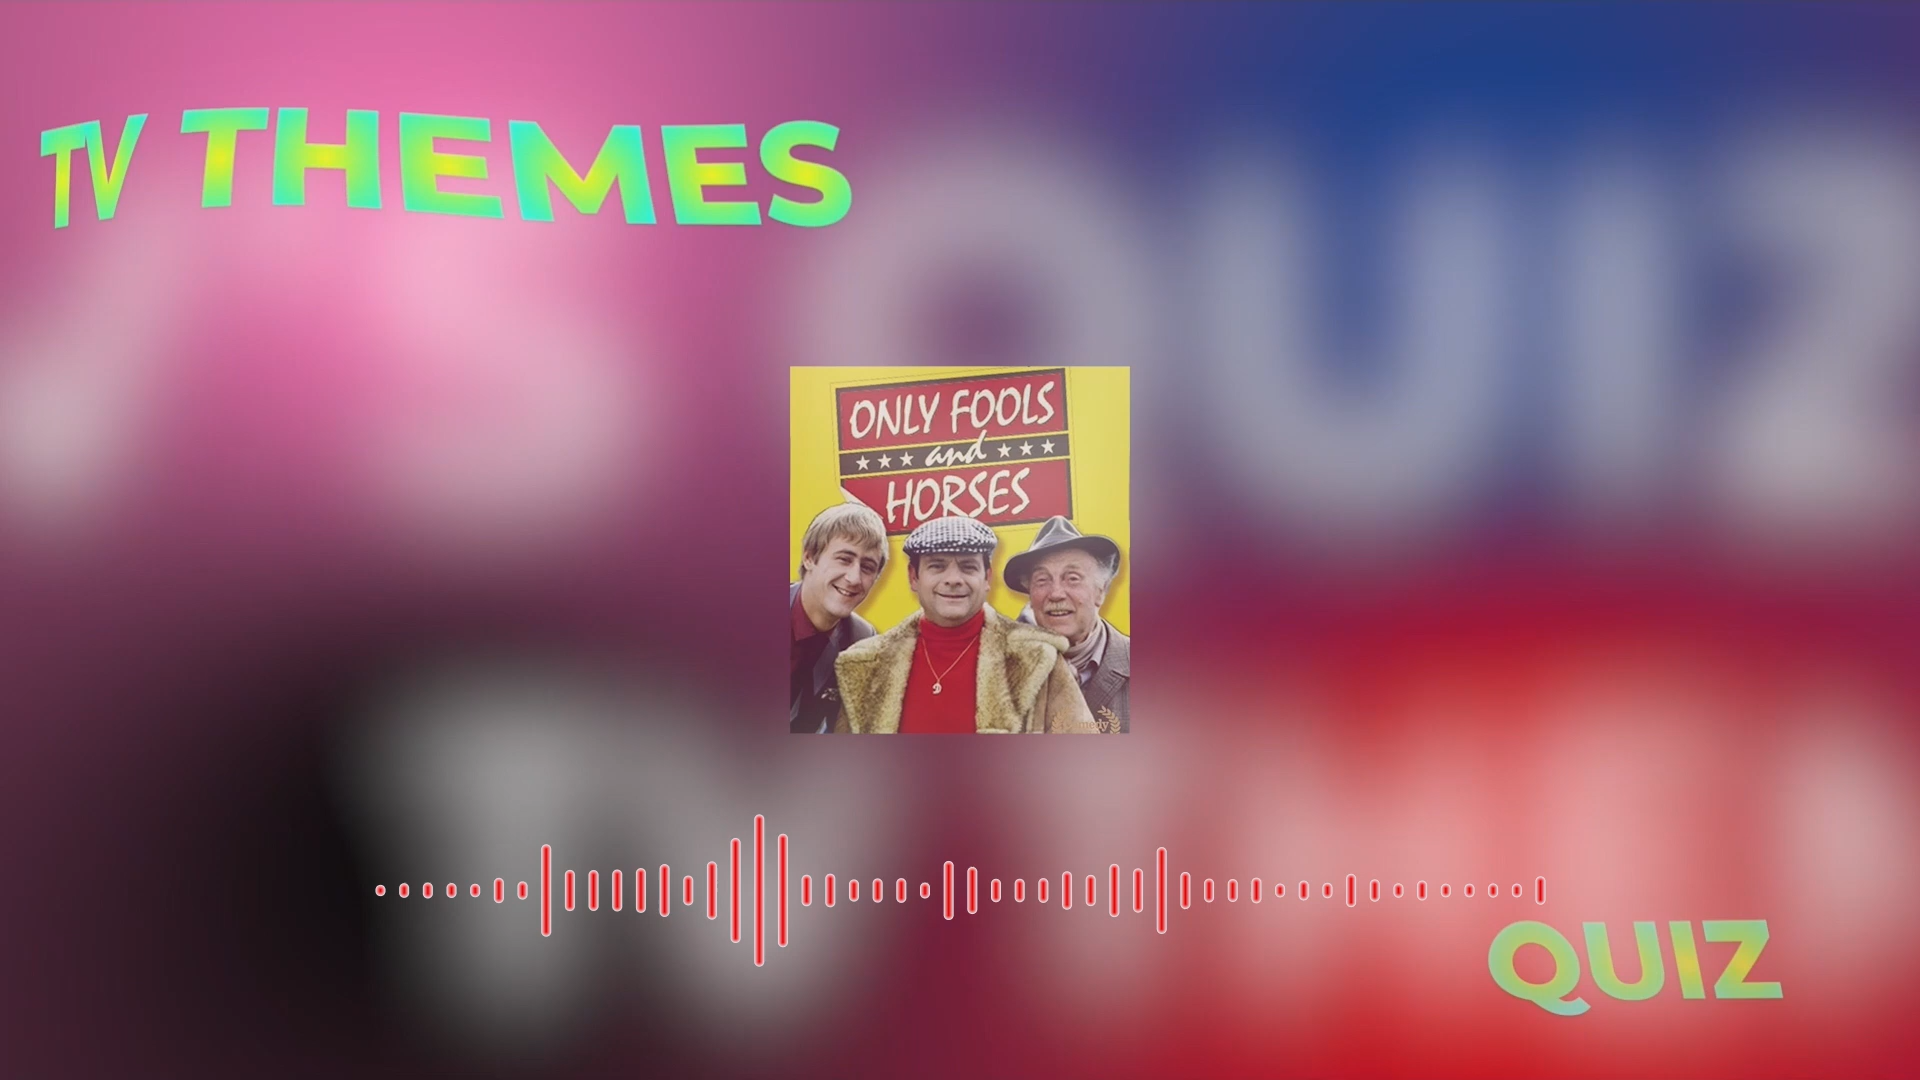 TV THEMES
ONLY FOOLS
and
HORSES
QUIZ